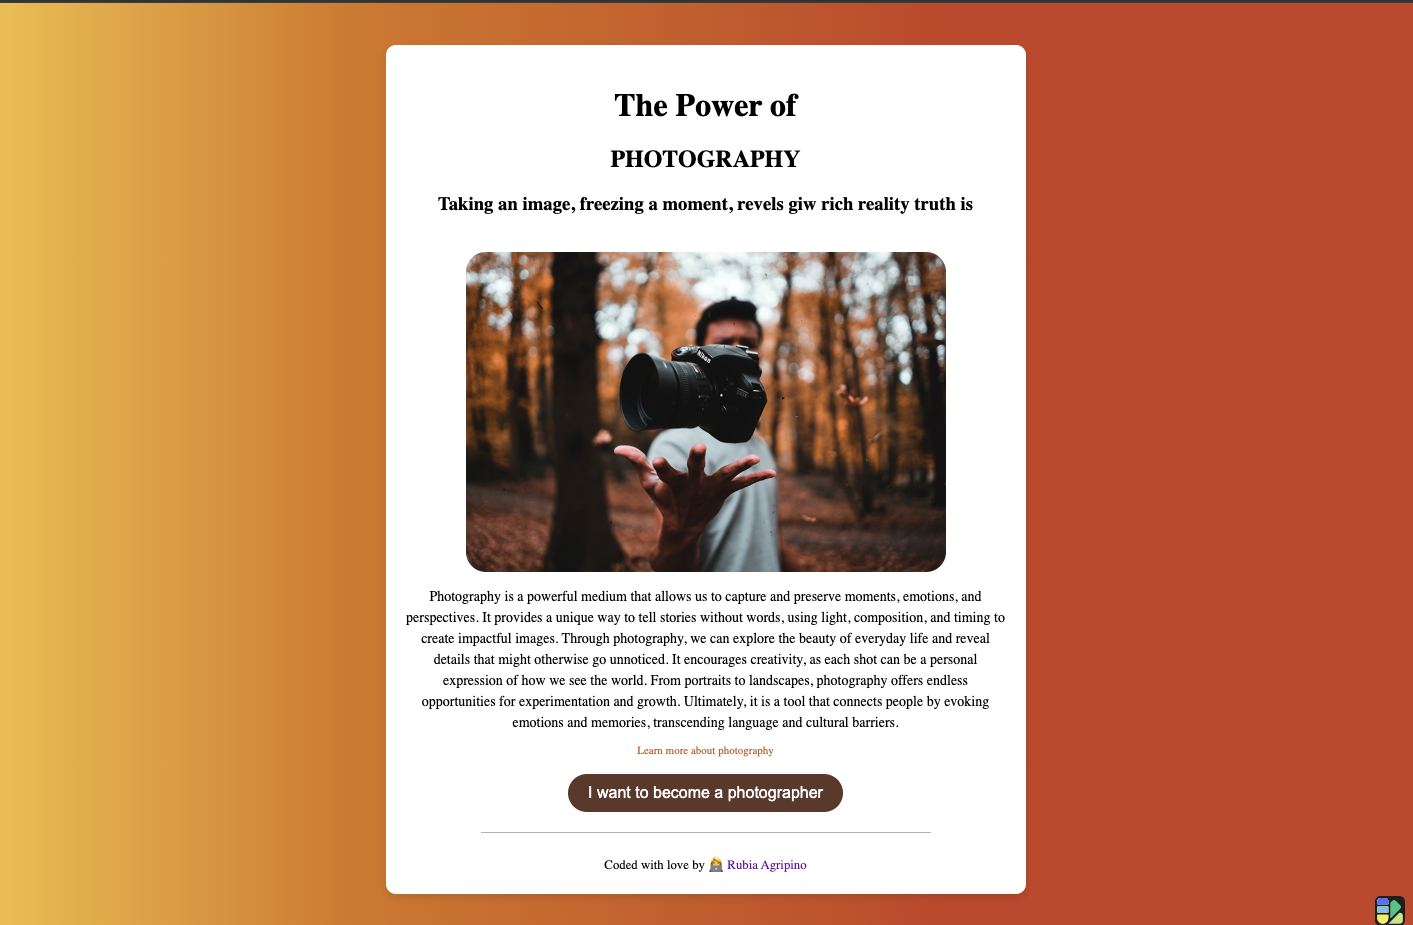 The Power of
PHOTOGRAPHY
Taking an image, freezing a moment, revels giw rich reality truth is
Nikon
Photography is a powerful medium that allows us to capture and preserve moments, emotions, and
perspectives. It provides a unique way to tell stories without words, using light, composition, and timing to
create impactful images. Through photography, we can explore the beauty of everyday life and reveal
details that might otherwise go unnoticed. It encourages creativity, as each shot can be a personal
expression of how we see the world. From portraits to landscapes, photography offers endless
opportunities for experimentation and growth. Ultimately, it is a tool that connects people by evoking
emotions and memories, transcending language and cultural barriers.
Learn more about photography
I want to become a photographer
Coded with love by 👩‍💻 Rubia Agripino